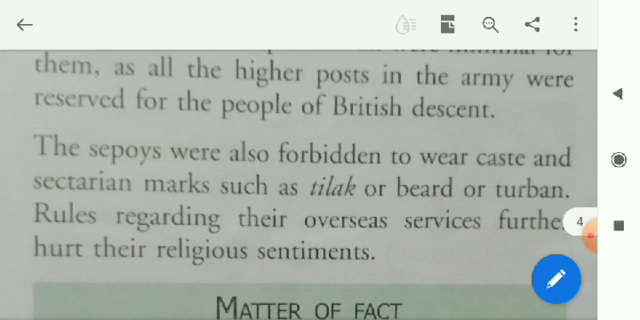 them, as all the higher posts in the army were
reserved for the people of British descent.
The sepoys were also forbidden to wear caste and
sectarian marks such as tilak or beard or turban.
Rules regarding their overseas services further
hurt their religious sentiments.
4
MATTER OF FACT